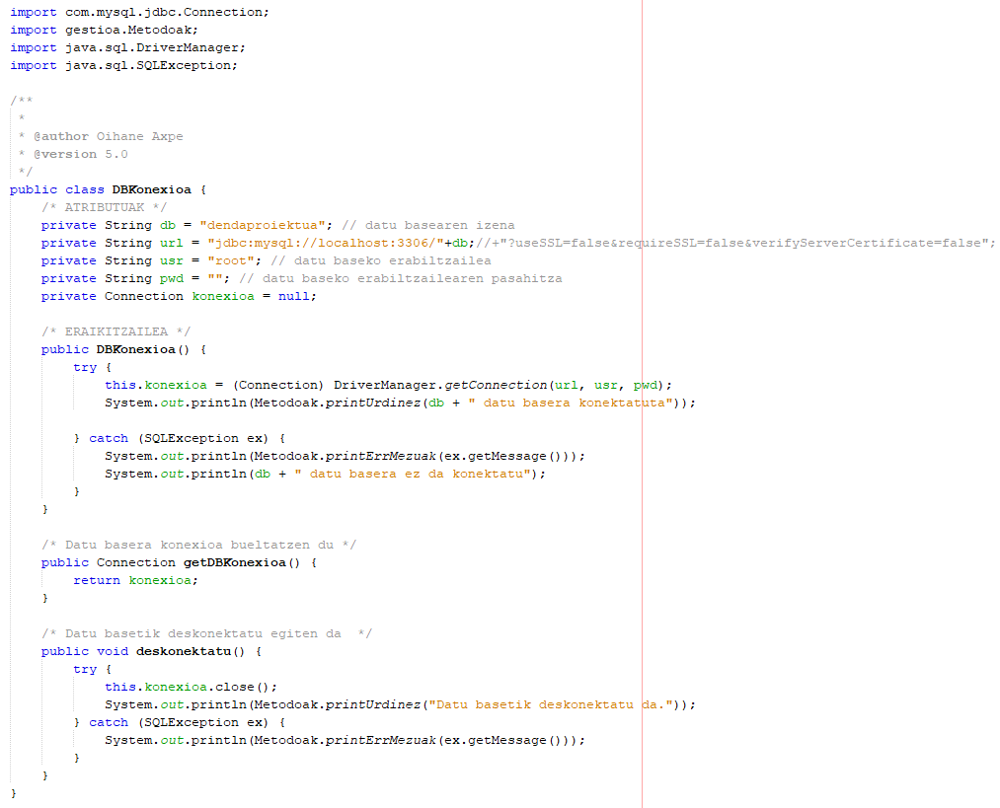 import com.mysql.jdbc.Connection;
import gestioa.Metodoak;
import java.sql.DriverManager;
import java.sql.SQLException;
/**
 *
 * @author Oihane Axpe
 * @version 5.0
 */
public class DBKonexioa {
    /* ATRIBUTUAK */
    private String db = "dendaproiektua"; // datu basearen izena
    private String url = "jdbc:mysql://localhost:3306/"+db;//+"?useSSL=false&requireSSL=false&verifyServerCertificate=false";
    private String usr = "root"; // datu baseko erabiltzailea
    private String pwd = ""; // datu baseko erabiltzailearen pasahitza
    private Connection konexioa = null;
    /* ERAIKITZAILEA */
    public DBKonexioa() {
        try {
            this.konexioa = (Connection) DriverManager.getConnection(url, usr, pwd);
            System.out.println(Metodoak.printUrdinez(db + " datu basera konektatuta"));
        } catch (SQLException ex) {
            System.out.println(Metodoak.printErrMezuak(ex.getMessage()));
            System.out.println(db + " datu basera ez da konektatu");
        }
    }
    /* Datu basera konexioa bueltatzen du */
    public Connection getDBKonexioa() {
        return konexioa;
    }
    /* Datu basetik deskonektatu egiten da  */
    public void deskonektatu() {
        try {
            this.konexioa.close();
            System.out.println(Metodoak.printUrdinez("Datu basetik deskonektatu da."));
        } catch (SQLException ex) {
            System.out.println(Metodoak.printErrMezuak(ex.getMessage()));
        }
    }
}